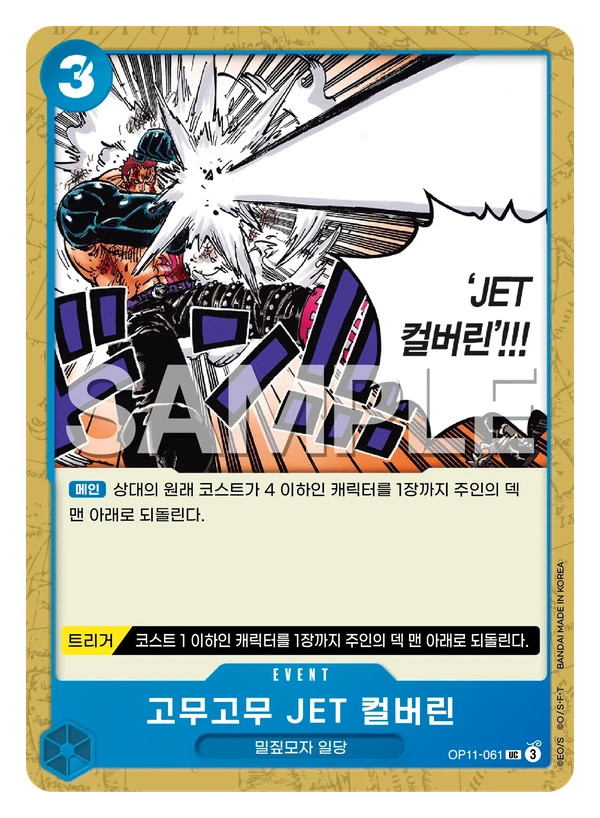 3
'JET
컬버린'!!!
SAMPLE
메인 상대의 원래 코스트가 4 이하인 캐릭터를 1장까지 주인의 덱
맨 아래로 되돌린다.
트리거 코스트 1 이하인 캐릭터를 1장까지 주인의 덱 맨 아래로 되돌린다.
EVENT
고무고무 JET 컬버린
밀짚모자 일당
OP11-061 UC 3
©EO/S ©O/S·F·T BANDAI MADE IN KOREA